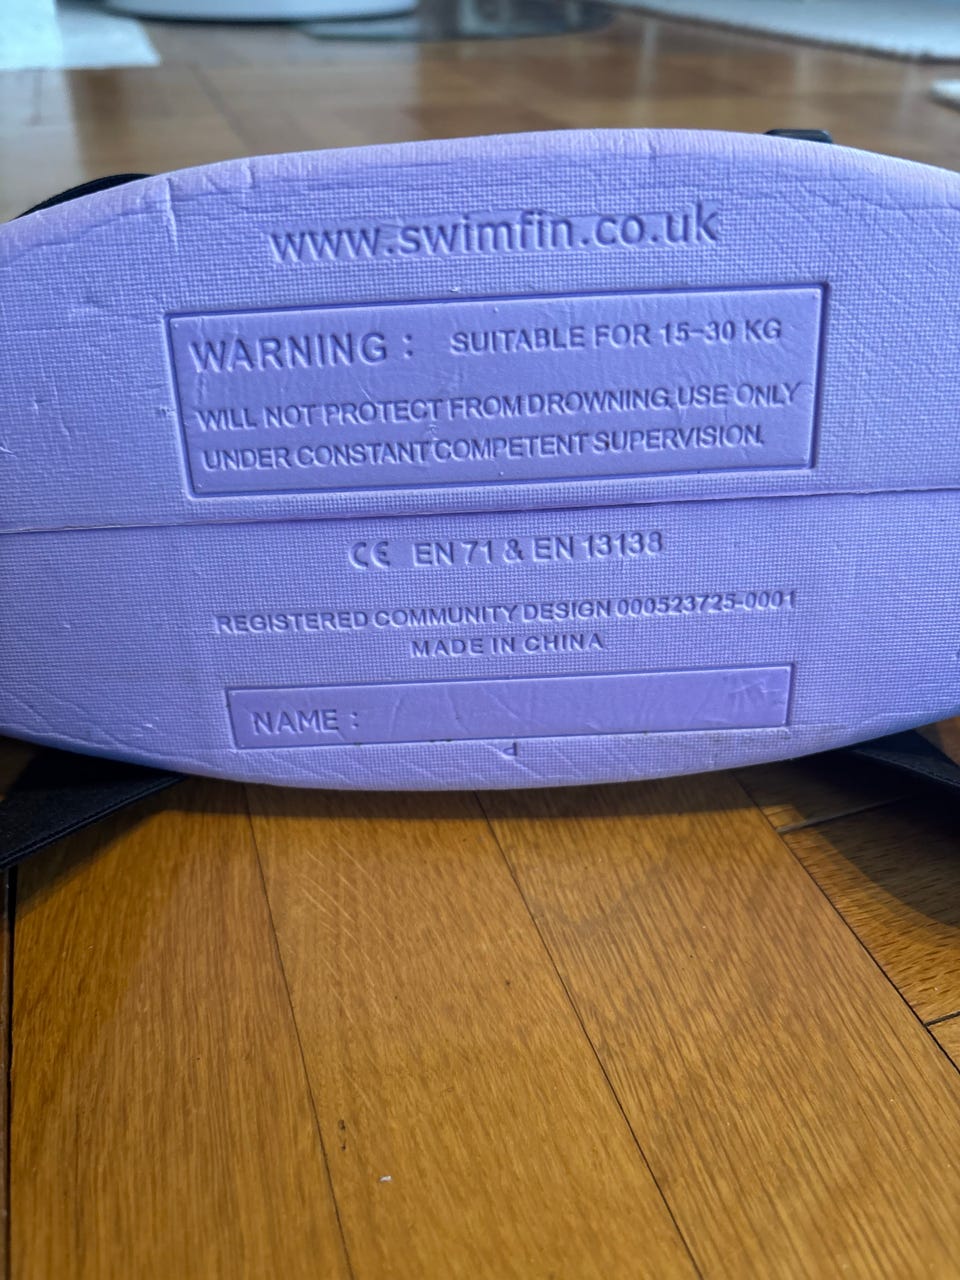 www.swimfin.co.uk
WARNING : SUITABLE FOR 15-30 KG
WILL NOT PROTECT FROM DROWNING, USE ONLY
UNDER CONSTANT COMPETENT SUPERVISION.
CE EN 71 & EN 13138
REGISTERED COMMUNITY DESIGN 000523725-0001
MADE IN CHINA
NAME :